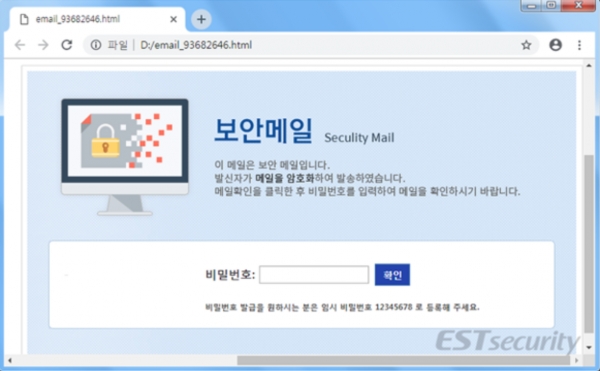 email_93682646.html
파일 D:/email_93682646.html
보안메일 Seculity Mail
이 메일은 보안 메일입니다.
발신자가 메일을 암호화하여 발송하였습니다.
메일확인을 클릭한 후 비밀번호를 입력하여 메일을 확인하시기 바랍니다.
비밀번호: 확인
비밀번호 발급을 원하시는 분은 임시 비밀번호 12345678 로 등록해 주세요.
ESTsecurity